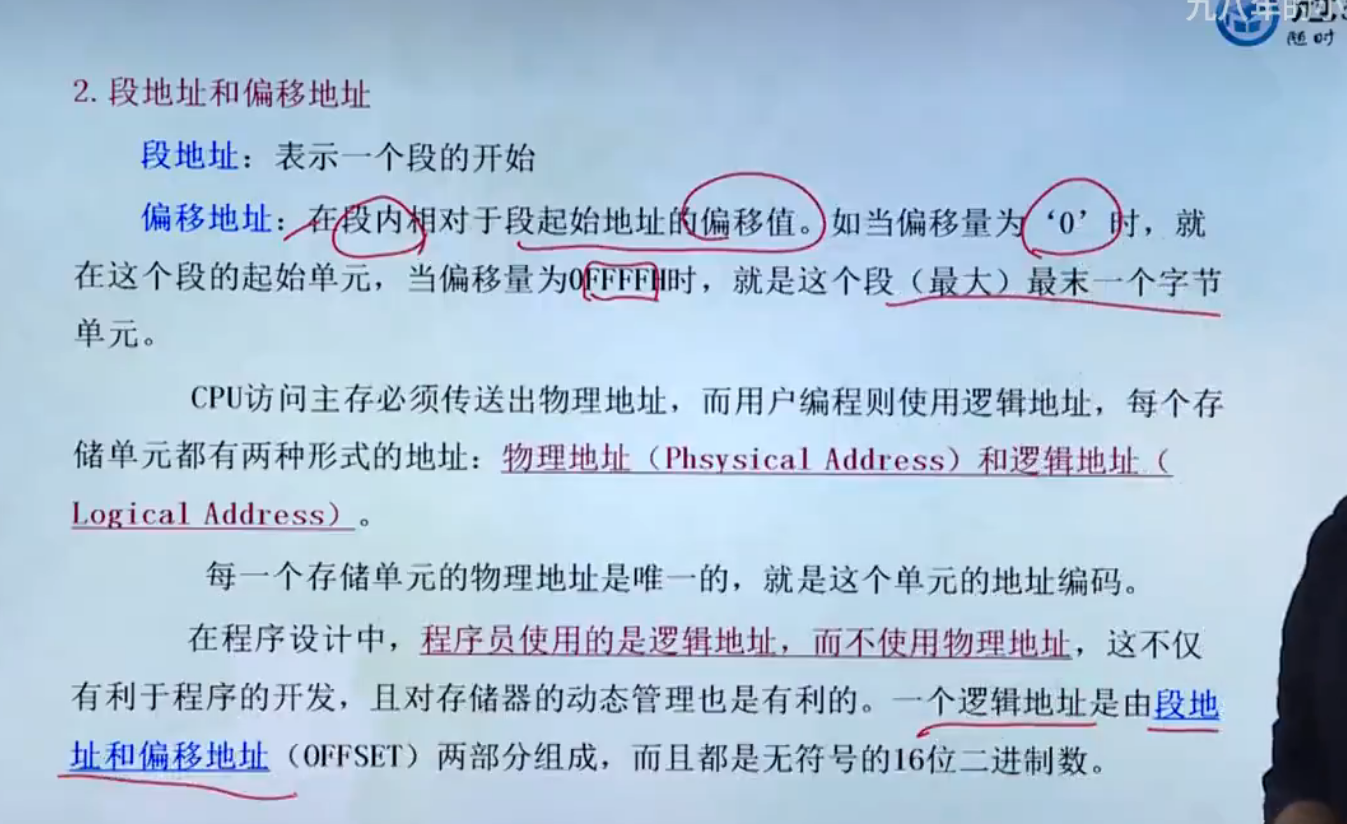 九八年的小
随时
2. 段地址和偏移地址
段地址：表示一个段的开始
偏移地址：在段内相对于段起始地址的偏移值。如当偏移量为‘0’时，就
在这个段的起始单元，当偏移量为0FFFFH时，就是这个段（最大）最末一个字节
单元。
CPU访问主存必须传送出物理地址，而用户编程则使用逻辑地址，每个存
储单元都有两种形式的地址：物理地址（Phsysical Address）和逻辑地址（
Logical Address）。
每一个存储单元的物理地址是唯一的，就是这个单元的地址编码。
在程序设计中，程序员使用的是逻辑地址，而不使用物理地址，这不仅
有利于程序的开发，且对存储器的动态管理也是有利的。一个逻辑地址是由段地
址和偏移地址（OFFSET）两部分组成，而且都是无符号的16位二进制数。